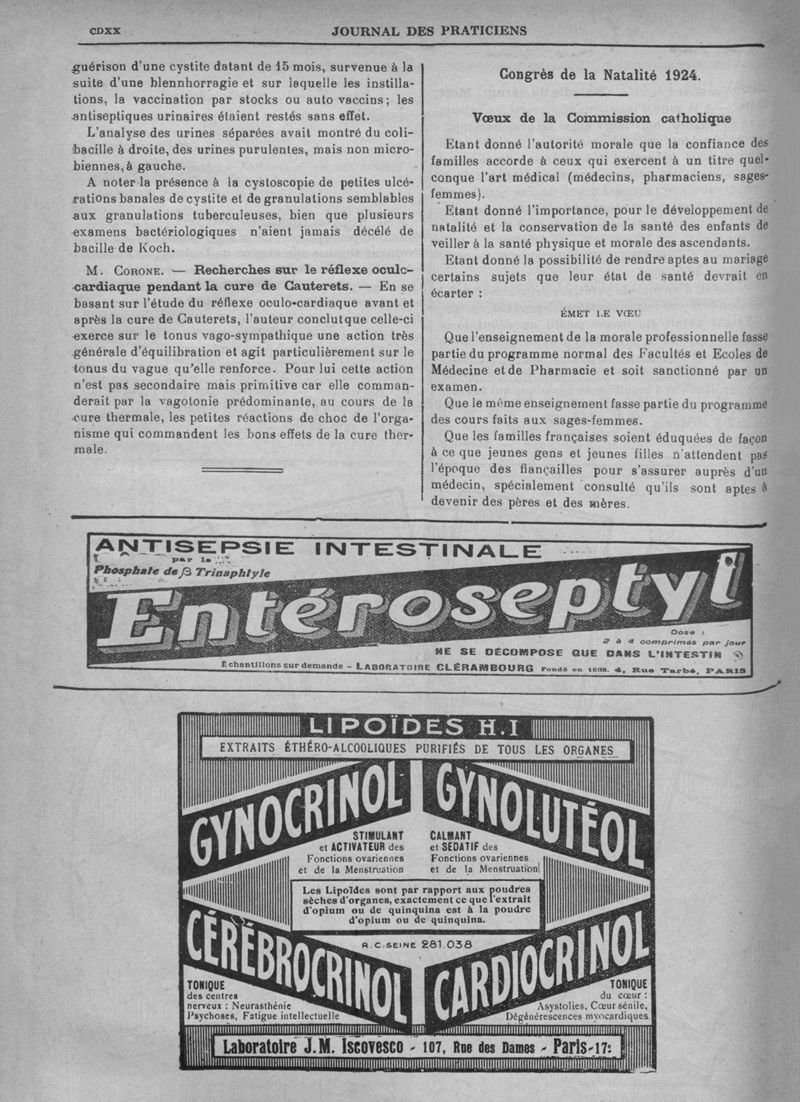 CDXX
JOURNAL DES PRATICIENS
guérison d'une cystite datant de 15 mois, survenue à la
suite d'une blennhorragie et sur laquelle les instilla-
tions, la vaccination par stocks ou auto vaccins; les
antiseptiques urinaires étaient restés sans effet.
L'analyse des urines séparées avait montré du coli-
bacille à droite, des urines purulentes, mais non micro-
biennes, à gauche.
A noter la présence à la cystoscopie de petites ulcé-
rations banales de cystite et de granulations semblables
aux granulations tuberculeuses, bien que plusieurs
examens bactériologiques n'aient jamais décélé de
bacille de Koch.
M. CORONE. — Recherches sur le réflexe oculo-
cardiaque pendant la cure de Cauterets. — En se
basant sur l'étude du réflexe oculo-cardiaque avant et
après la cure de Cauterets, l'auteur conclut que celle-ci
exerce sur le tonus vago-sympathique une action très
générale d'équilibration et agit particulièrement sur le
tonus du vague qu'elle renforce. Pour lui cette action
n'est pas secondaire mais primitive car elle comman-
derait par la vagotonie prédominante, au cours de la
cure thermale, les petites réactions de choc de l'orga-
nisme qui commandent les bons effets de la cure ther-
male.
Congrès de la Natalité 1924.
Vœux de la Commission catholique
Etant donné l'autorité morale que la confiance des
familles accorde à ceux qui exercent à un titre quel-
conque l'art médical (médecins, pharmaciens, sages-
femmes).
Etant donné l'importance, pour le développement de
natalité et la conservation de la santé des enfants de
veiller à la santé physique et morale des ascendants.
Etant donné la possibilité de rendre aptes au mariage
certains sujets que leur état de santé devrait en
écarter :
ÉMET LE VŒU
Que l'enseignement de la morale professionnelle fasse
partie du programme normal des Facultés et Ecoles de
Médecine et de Pharmacie et soit sanctionné par un
examen.
Que le même enseignement fasse partie du programme
des cours faits aux sages-femmes.
Que les familles françaises soient éduquées de façon
à ce que jeunes gens et jeunes filles n'attendent pas
l'époque des fiançailles pour s'assurer auprès d'un
médecin, spécialement consulté qu'ils sont aptes à
devenir des pères et des mères.
ANTISEPSIE INTESTINALE
par le
Phosphate de β Trinaphtyle
Entéroseptyl
Dose :
2 à 4 comprimés par jour
NE SE DÉCOMPOSE QUE DANS L'INTESTIN
Échantillons sur demande - LABORATOIRE CLÉRAMBOURG Fondé en 1898. 4, Rue Tarbé, PARIS
LIPOÏDES H.I
EXTRAITS ÉTHÉRO-ALCOOLIQUES PURIFIÉS DE TOUS LES ORGANES
GYNOCRINOL
STIMULANT
et ACTIVATEUR des
Fonctions ovariennes
et de la Menstruation
GYNOLUTÉOL
CALMANT
et SÉDATIF des
Fonctions ovariennes
et de la Menstruation
Les Lipoïdes sont par rapport aux poudres
sèches d'organes, exactement ce que l'extrait
d'opium ou de quinquina est à la poudre
d'opium ou de quinquina.
R.C. SEINE 281.038
CÉRÉBROCRINOL
TONIQUE
des centres
nerveux : Neurasthénie
Psychoses, Fatigue intellectuelle
CARDIOCRINOL
TONIQUE
du cœur :
Asystolies, Cœur sénile,
Dégénérescences myocardiques
Laboratoire J.M. ISCOVESCO - 107, Rue des Dames - Paris-17e